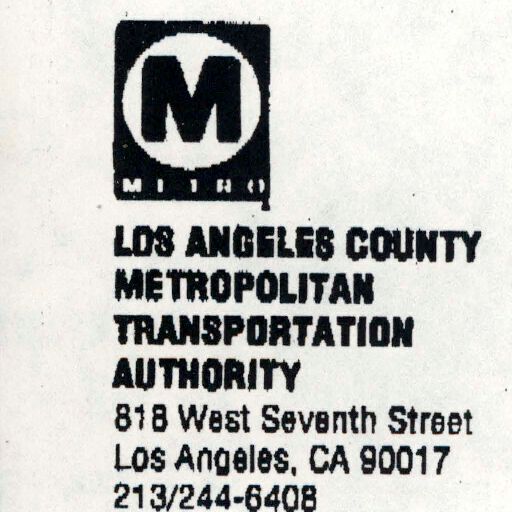 M
METRO
LOS ANGELES COUNTY
METROPOLITAN
TRANSPORTATION
AUTHORITY
818 West Seventh Street
Los Angeles, CA 90017
213/244-6408